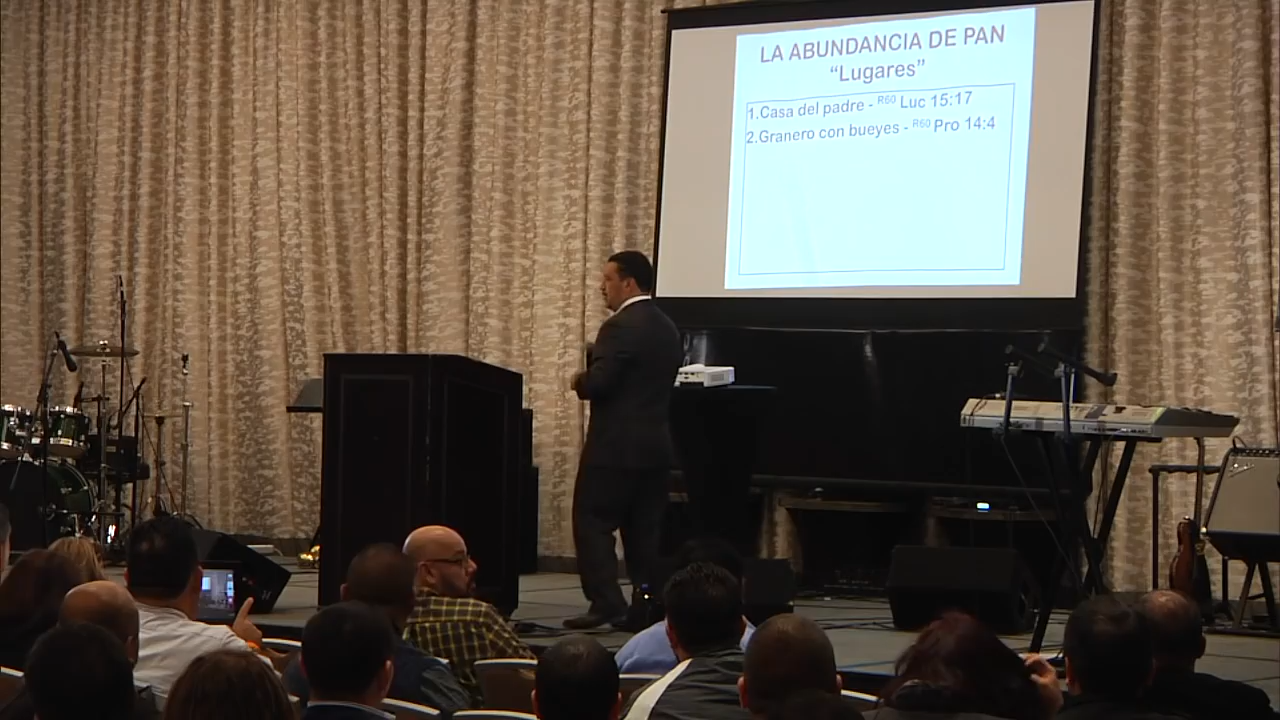 LA ABUNDANCIA DE PAN
“Lugares”
1.Casa del padre - R60 Luc 15:17
2.Granero con bueyes - R60 Pro 14:4